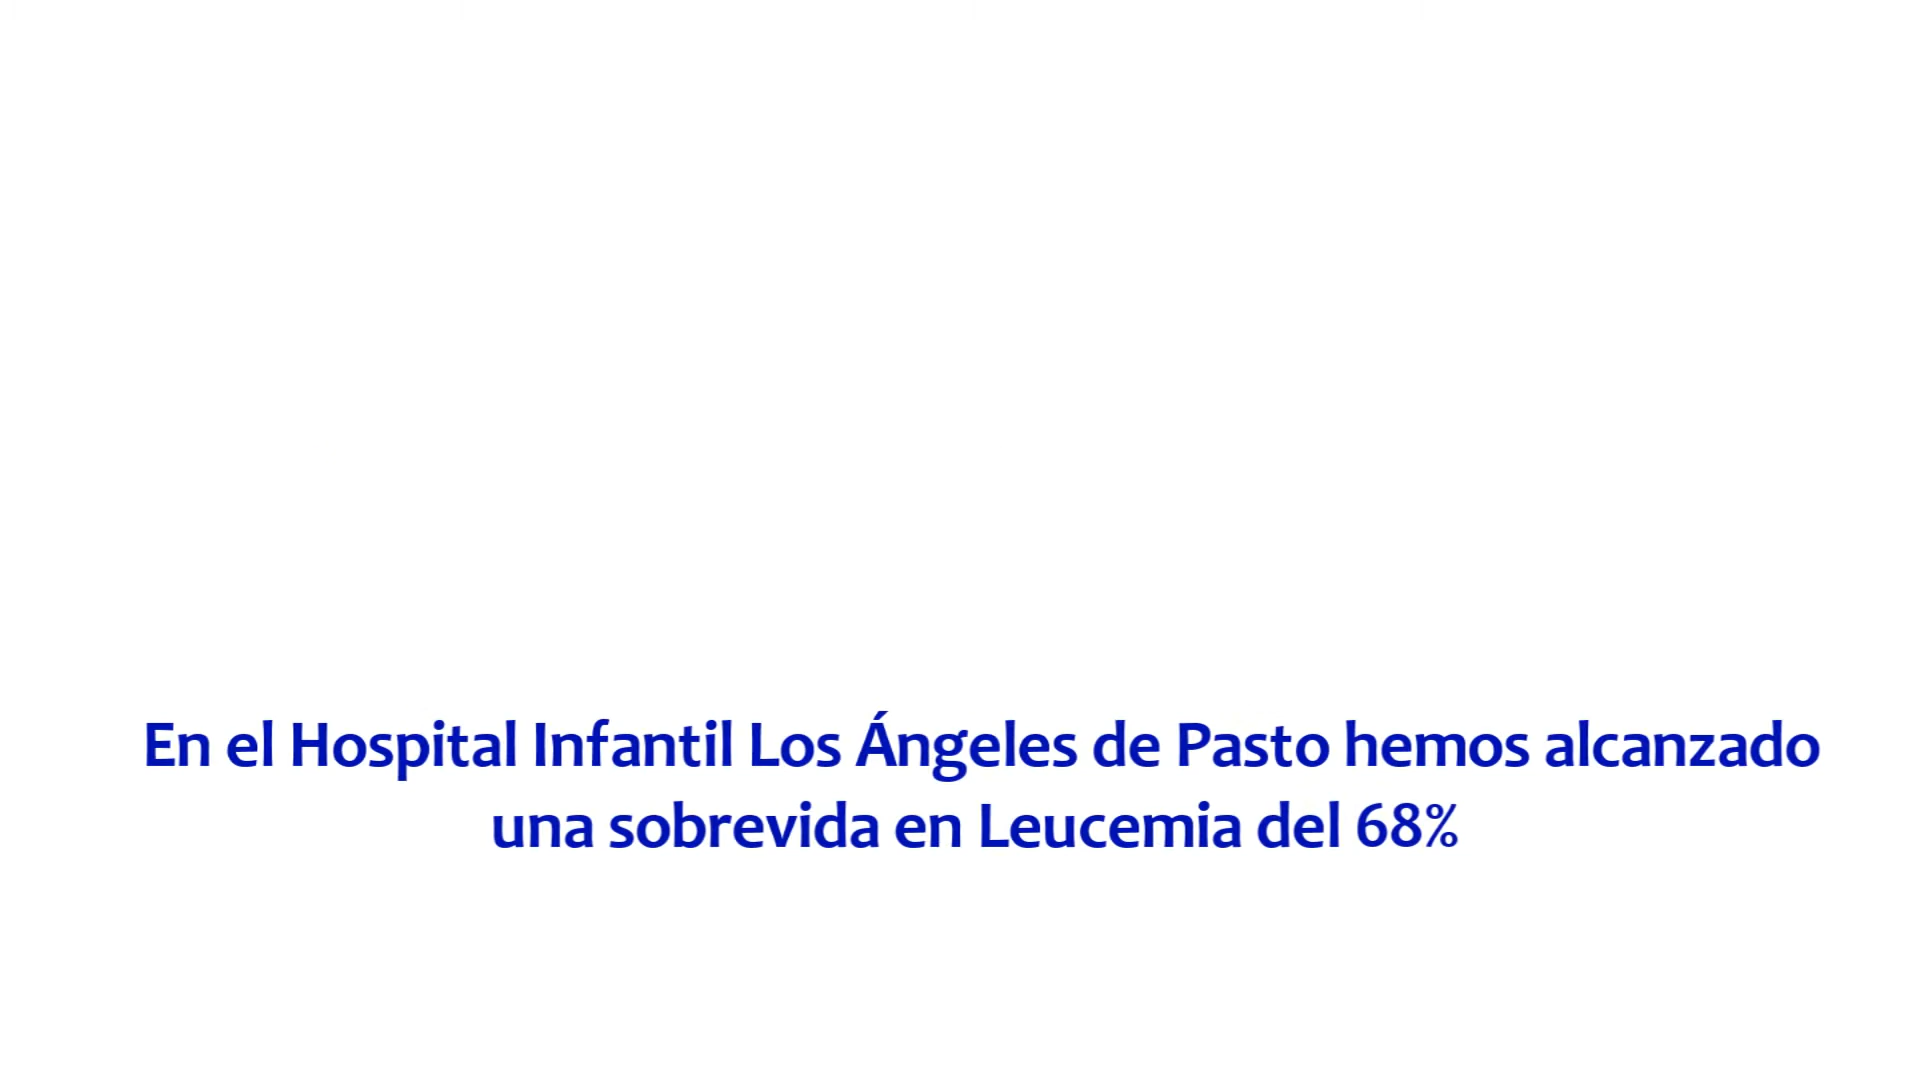 En el Hospital Infantil Los Ángeles de Pasto hemos alcanzado
una sobrevida en Leucemia del 68%